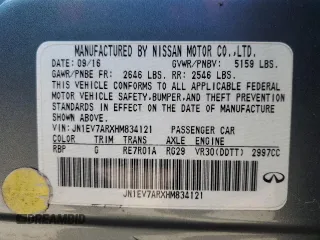 MANUFACTURED BY NISSAN MOTOR CO.,LTD.
DATE: 09/16 GVWR/PNBV: 5159 LBS.
GAWR/PNBE FR: 2646 LBS. RR: 2546 LBS.
THIS VEHICLE CONFORMS TO ALL APPLICABLE FEDERAL
MOTOR VEHICLE SAFETY, BUMPER, AND THEFT PREVENTION
STANDARDS IN EFFECT ON THE DATE OF
MANUFACTURE SHOWN ABOVE.
VIN: JN1EV7ARXHM834121 PASSENGER CAR
COLOR TRIM TRANS AXLE ENGINE
RBP G RE7R01A RG29 VR30(DDTT) 2997CC
JN1EV7ARXHM834121
INFINITI